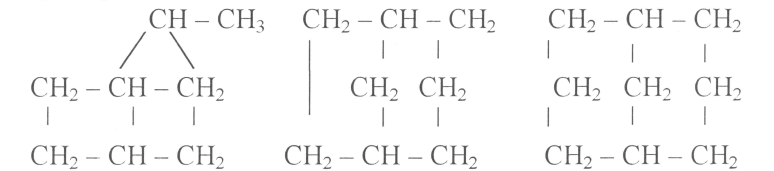 CH – CH₃ CH₂ – CH – CH₂ CH₂ – CH – CH₂
CH₂ – CH – CH₂ CH₂ CH₂ CH₂ CH₂ CH₂
CH₂ – CH – CH₂ CH₂ – CH – CH₂ CH₂ – CH – CH₂